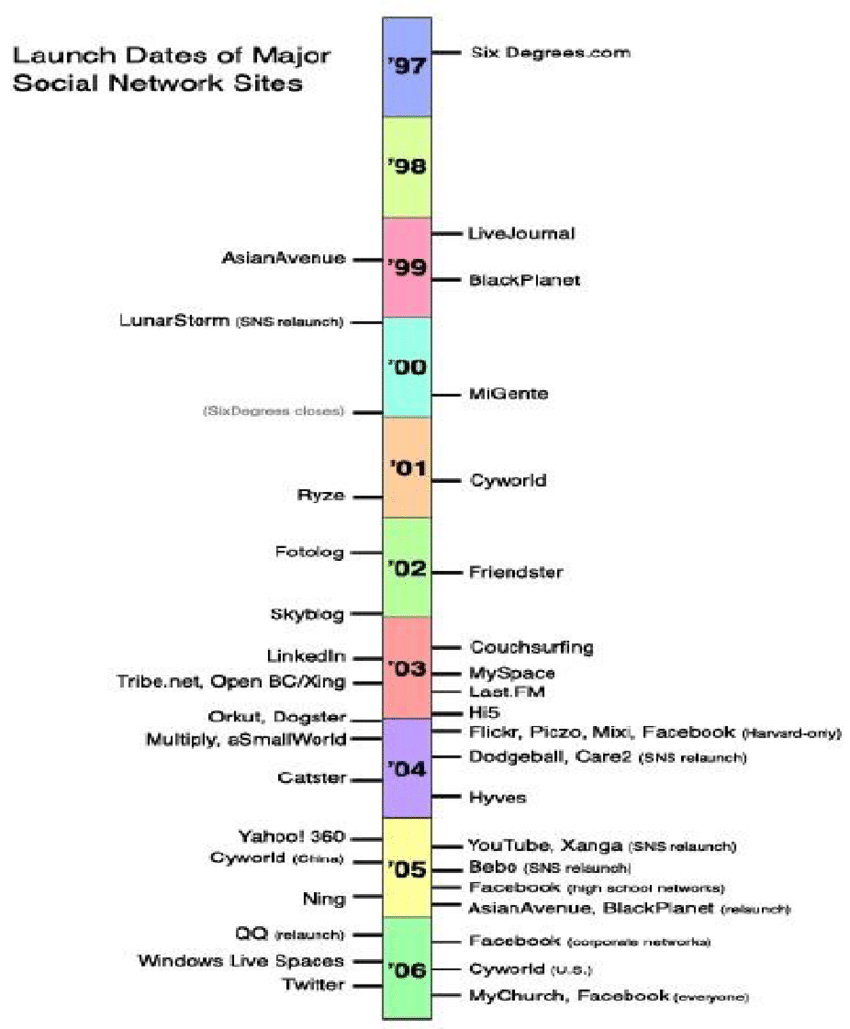 Launch Dates of Major
Social Network Sites
'97
Six Degrees.com
'98
'99
LiveJournal
AsianAvenue
BlackPlanet
LunarStorm (SNS relaunch)
'00
MiGente
(SixDegrees closes)
'01
Cyworld
Ryze
Fotolog
'02
Friendster
Skyblog
'03
Couchsurfing
LinkedIn
MySpace
Tribe.net, Open BC/Xing
Last.FM
Hi5
Orkut, Dogster
Flickr, Piczo, Mixi, Facebook (Harvard-only)
Multiply, aSmallWorld
Dodgeball, Care2 (SNS relaunch)
'04
Catster
Hyves
Yahoo! 360
YouTube, Xanga (SNS relaunch)
Cyworld (China)
Bebo (SNS relaunch)
'05
Facebook (high school networks)
Ning
AsianAvenue, BlackPlanet (relaunch)
QQ (relaunch)
Facebook (corporate networks)
Windows Live Spaces
'06
Cyworld (U.S.)
Twitter
MyChurch, Facebook (everyone)